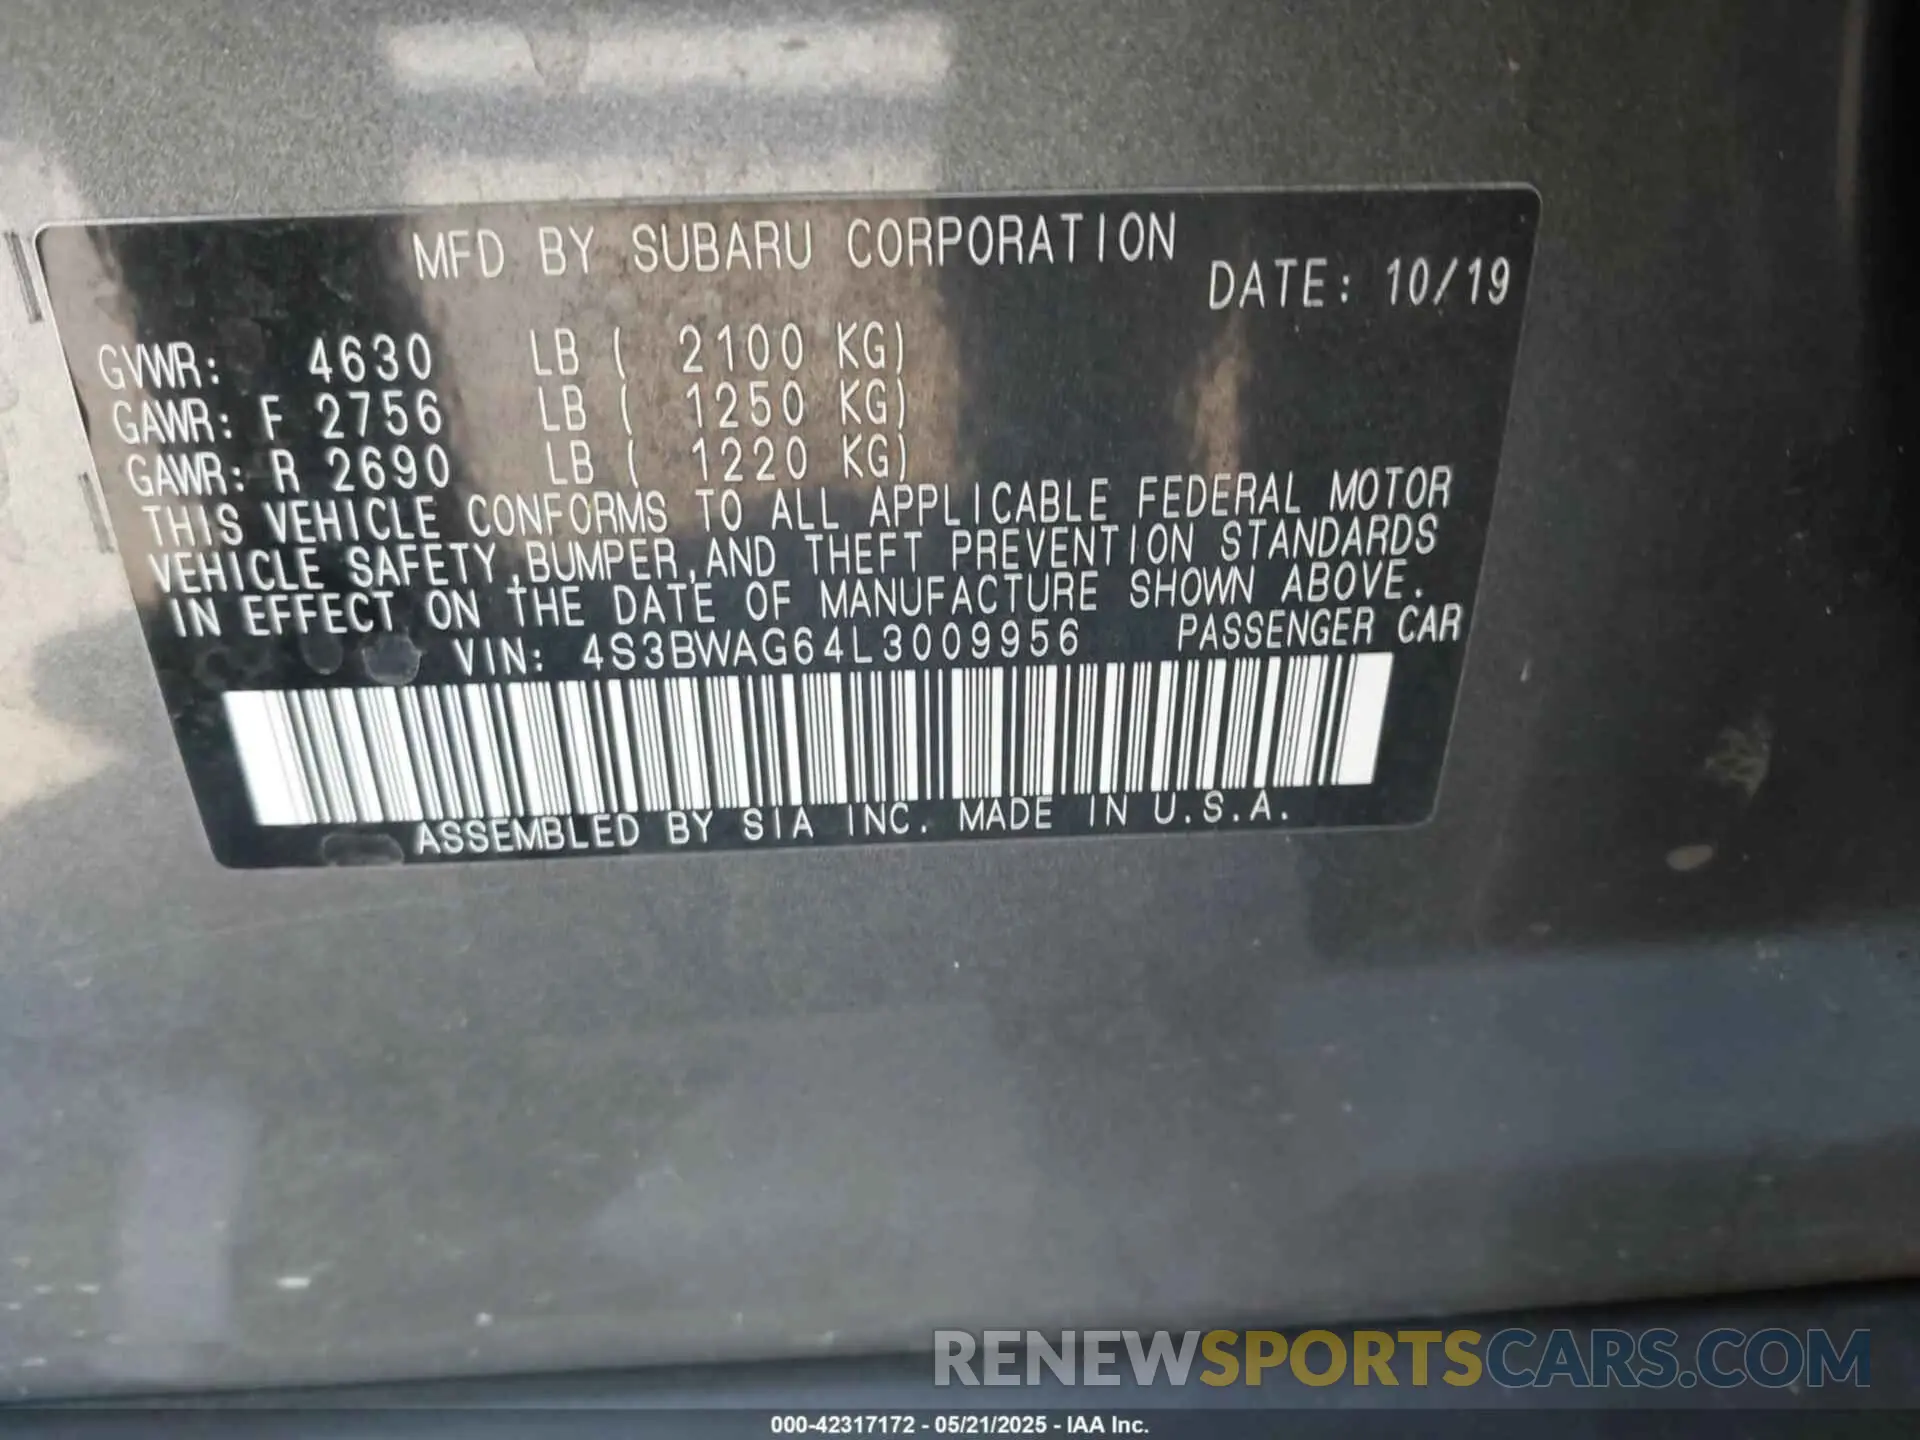 MFD BY SUBARU CORPORATION
DATE: 10/19
GVWR: 4630 LB ( 2100 KG)
GAWR: F 2756 LB ( 1250 KG)
GAWR: R 2690 LB ( 1220 KG)
THIS VEHICLE CONFORMS TO ALL APPLICABLE FEDERAL MOTOR
VEHICLE SAFETY,BUMPER,AND THEFT PREVENTION STANDARDS
IN EFFECT ON THE DATE OF MANUFACTURE SHOWN ABOVE.
VIN: 4S3BWAG64L3009956 PASSENGER CAR
ASSEMBLED BY SIA INC. MADE IN U.S.A.
RENEWSPORTSCARS.COM
000-42317172 - 05/21/2025 - IAA Inc.